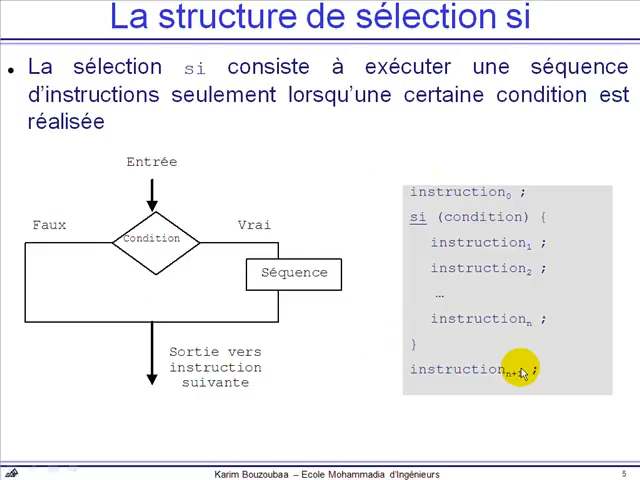 La structure de sélection si
• La sélection si consiste à exécuter une séquence
d'instructions seulement lorsqu'une certaine condition est
réalisée
Entrée
Faux
Vrai
Condition
Séquence
Sortie vers
instruction
suivante
instruction₀ ;
si (condition) {
instruction₁ ;
instruction₂ ;
…
instructionₙ ;
}
instructionₙ₊₁ ;
Karim Bouzoubaa – Ecole Mohammadia d'Ingénieurs
5